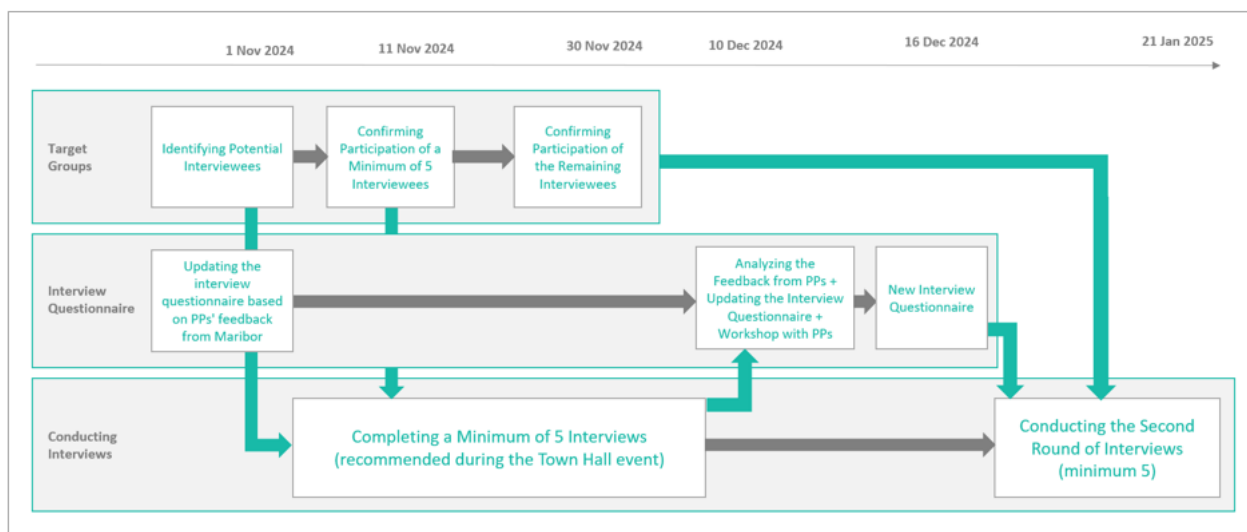 1 Nov 2024
11 Nov 2024
30 Nov 2024
10 Dec 2024
16 Dec 2024
21 Jan 2025
Target
Groups
Identifying Potential
Interviewees
Confirming
Participation of a
Minimum of 5
Interviewees
Confirming
Participation of
the Remaining
Interviewees
Interview
Questionnaire
Updating the
interview
questionnaire based
on PPs' feedback
from Maribor
Analyzing the
Feedback from PPs +
Updating the Interview
Questionnaire +
Workshop with PPs
New Interview
Questionnaire
Conducting
Interviews
Completing a Minimum of 5 Interviews
(recommended during the Town Hall event)
Conducting the Second
Round of Interviews
(minimum 5)